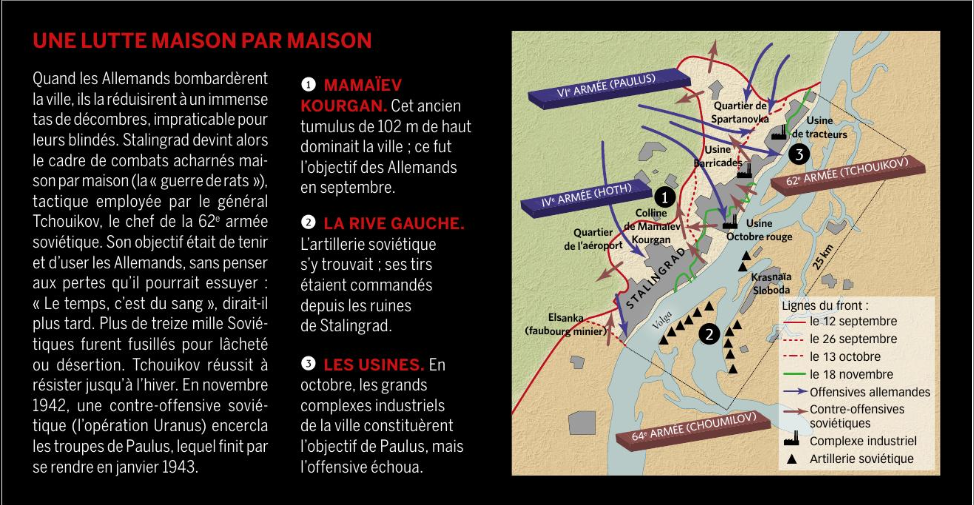 UNE LUTTE MAISON PAR MAISON
Quand les Allemands bombardèrent
la ville, ils la réduisirent à un immense
tas de décombres, impraticable pour
leurs blindés. Stalingrad devint alors
le cadre de combats acharnés mai-
son par maison (la « guerre de rats »),
tactique employée par le général
Tchouikov, le chef de la 62e armée
soviétique. Son objectif était de tenir
et d'user les Allemands, sans penser
aux pertes qu'il pourrait essuyer :
« Le temps, c'est du sang », dirait-il
plus tard. Plus de treize mille Sovié-
tiques furent fusillés pour lâcheté
ou désertion. Tchouikov réussit à
résister jusqu'à l'hiver. En novembre
1942, une contre-offensive sovié-
tique (l'opération Uranus) encercla
les troupes de Paulus, lequel finit par
se rendre en janvier 1943.
1 MAMAÏEV
KOURGAN. Cet ancien
tumulus de 102 m de haut
dominait la ville ; ce fut
l'objectif des Allemands
en septembre.
2 LA RIVE GAUCHE.
L'artillerie soviétique
s'y trouvait ; ses tirs
étaient commandés
depuis les ruines
de Stalingrad.
3 LES USINES. En
octobre, les grands
complexes industriels
de la ville constituèrent
l'objectif de Paulus, mais
l'offensive échoua.
VIe ARMÉE (PAULUS)
Quartier de
Spartanovka
Usine
de tracteurs
Usine
Barricades
3
62e ARMÉE (TCHOUIKOV)
IVe ARMÉE (HOTH)
1
Colline
de Mamaïev
Kourgan
Usine
Octobre rouge
Quartier
de l'aéroport
STALINGRAD
25 km
Krasnaïa
Sloboda
Elsanka
(faubourg minier)
Volga
2
64e ARMÉE (CHOUMILOV)
Lignes du front :
le 12 septembre
le 26 septembre
le 13 octobre
le 18 novembre
Offensives allemandes
Contre-offensives
soviétiques
Complexe industriel
Artillerie soviétique